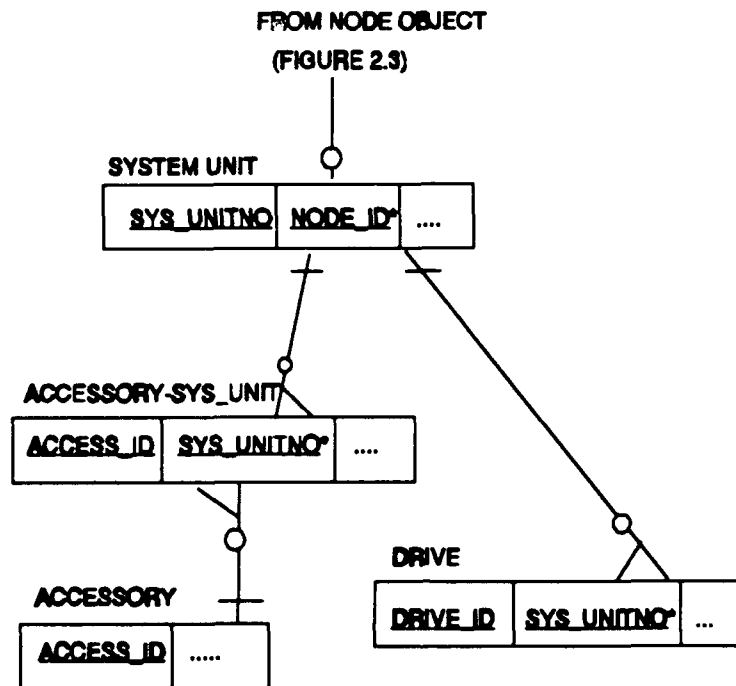 FROM NODE OBJECT
(FIGURE 2.3)
SYSTEM UNIT
SYS_UNITNO NODE_ID* ....
ACCESSORY-SYS_UNIT
ACCESS_ID SYS_UNITNO* ....
DRIVE
DRIVE_ID SYS_UNITNO* ...
ACCESSORY
ACCESS_ID .....